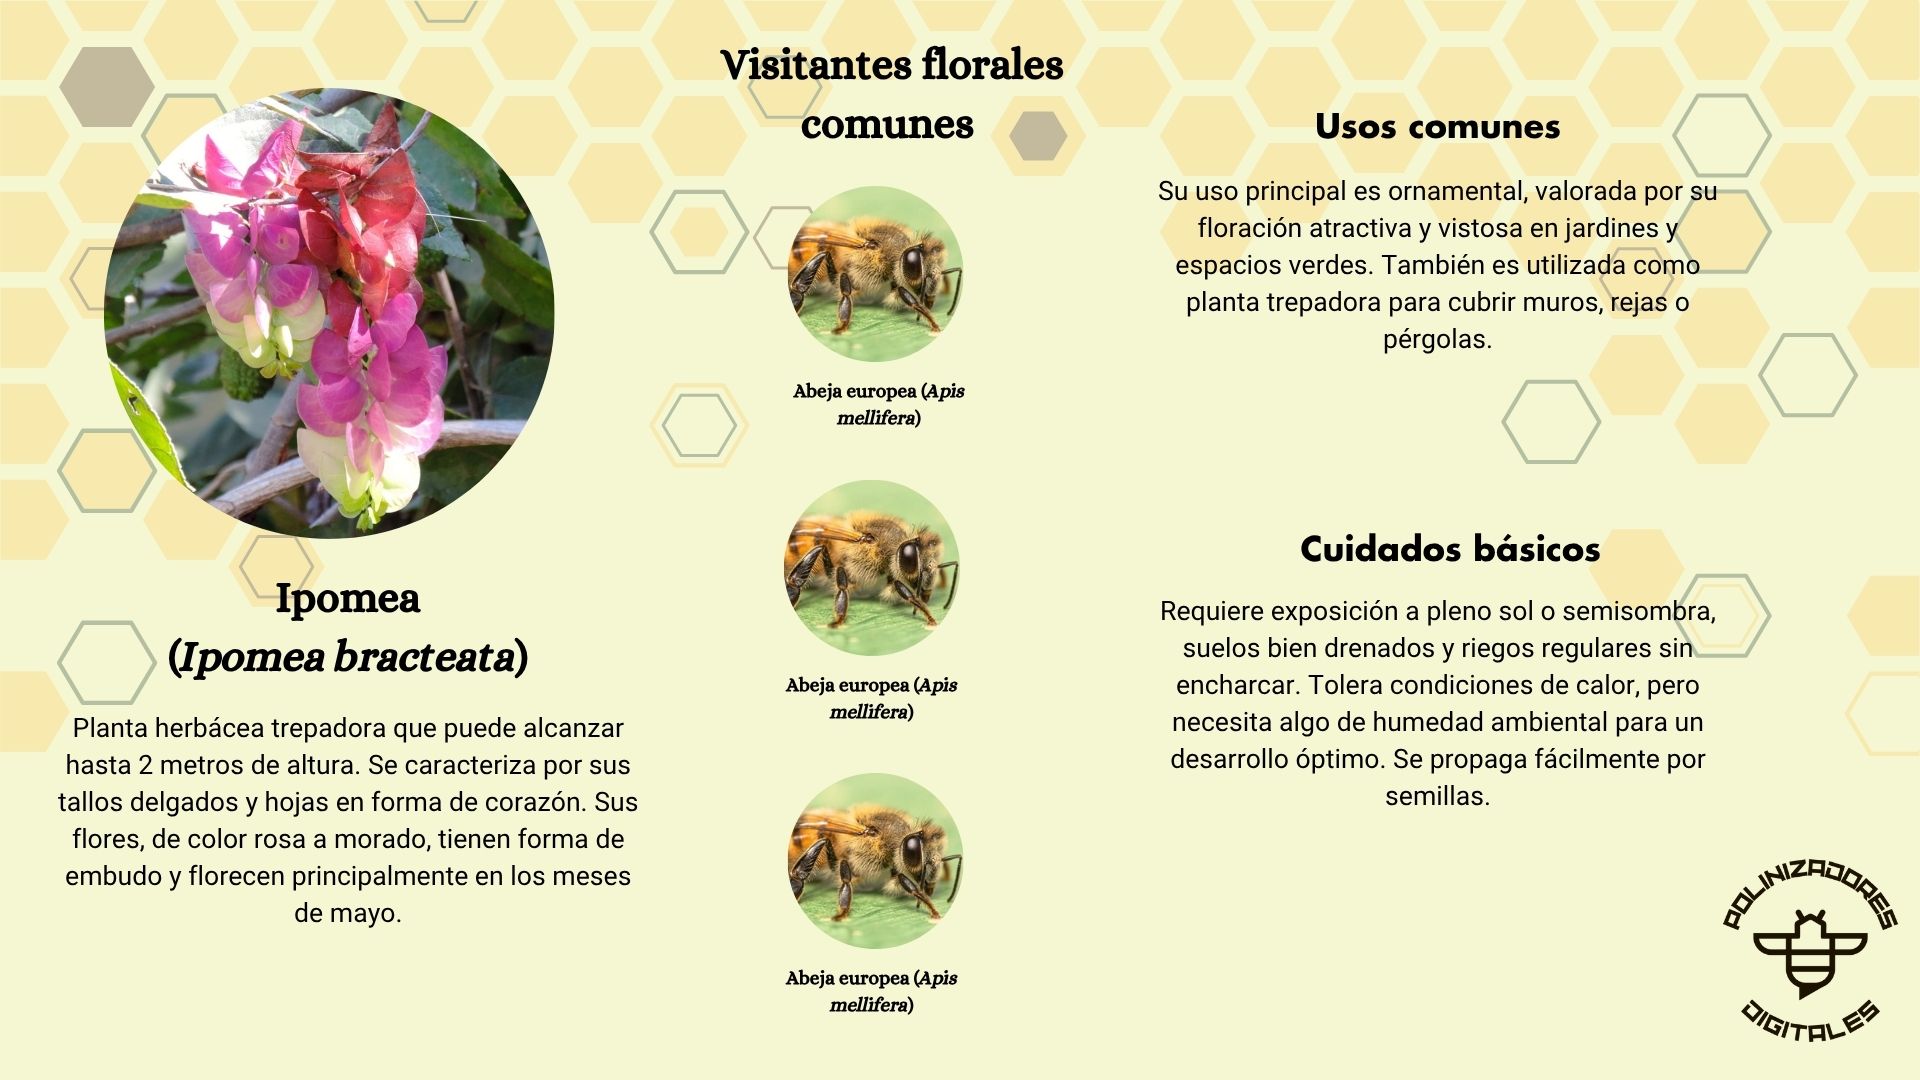 Ipomea
(Ipomea bracteata)
Planta herbácea trepadora que puede alcanzar
hasta 2 metros de altura. Se caracteriza por sus
tallos delgados y hojas en forma de corazón. Sus
flores, de color rosa a morado, tienen forma de
embudo y florecen principalmente en los meses
de mayo.
Visitantes florales
comunes
Abeja europea (Apis
mellifera)
Abeja europea (Apis
mellifera)
Abeja europea (Apis
mellifera)
Usos comunes
Su uso principal es ornamental, valorada por su
floración atractiva y vistosa en jardines y
espacios verdes. También es utilizada como
planta trepadora para cubrir muros, rejas o
pérgolas.
Cuidados básicos
Requiere exposición a pleno sol o semisombra,
suelos bien drenados y riegos regulares sin
encharcar. Tolera condiciones de calor, pero
necesita algo de humedad ambiental para un
desarrollo óptimo. Se propaga fácilmente por
semillas.
POLINIZADORES
DIGITALES